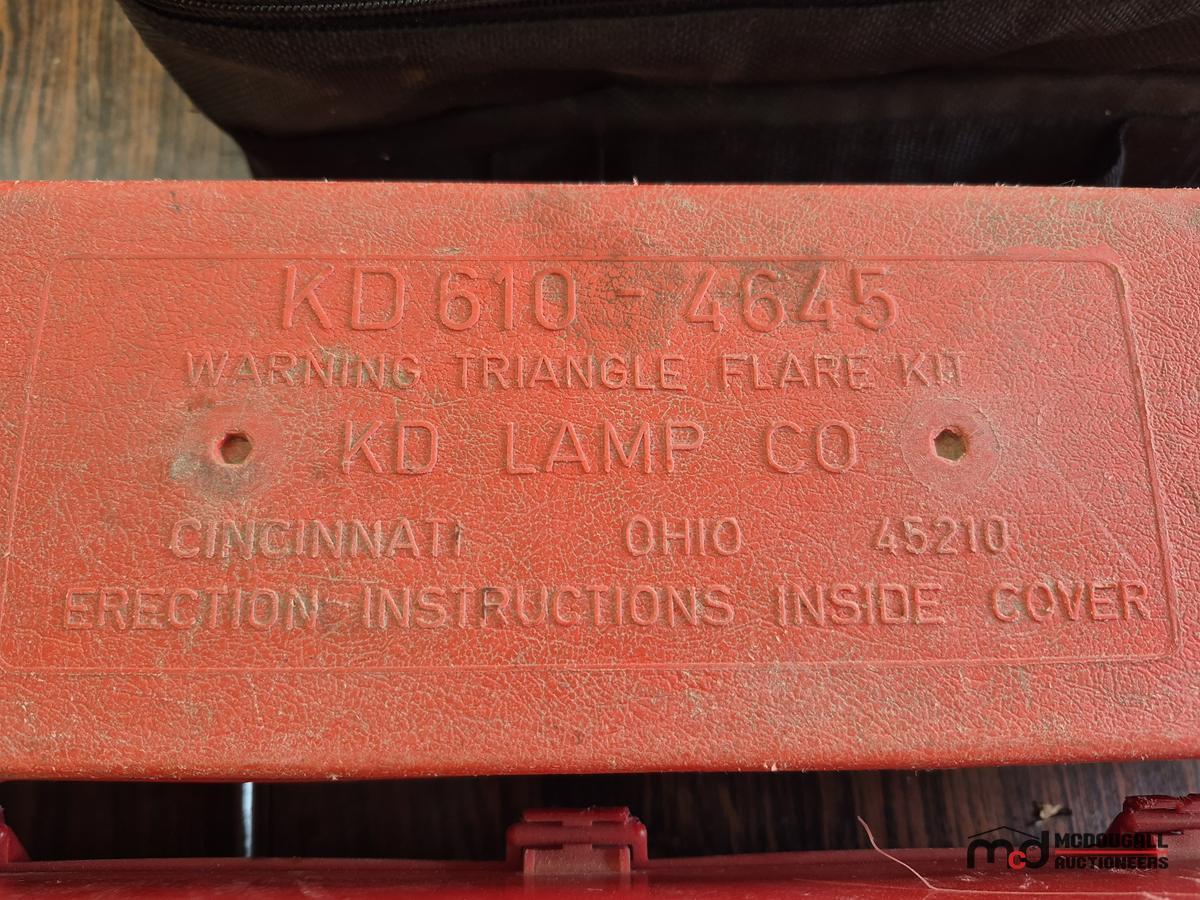 KD 610 - 4645
WARNING TRIANGLE FLARE KIT
KD LAMP CO
CINCINNATI OHIO 45210
ERECTION INSTRUCTIONS INSIDE COVER
mcd MCDOUGALL
AUCTIONEERS